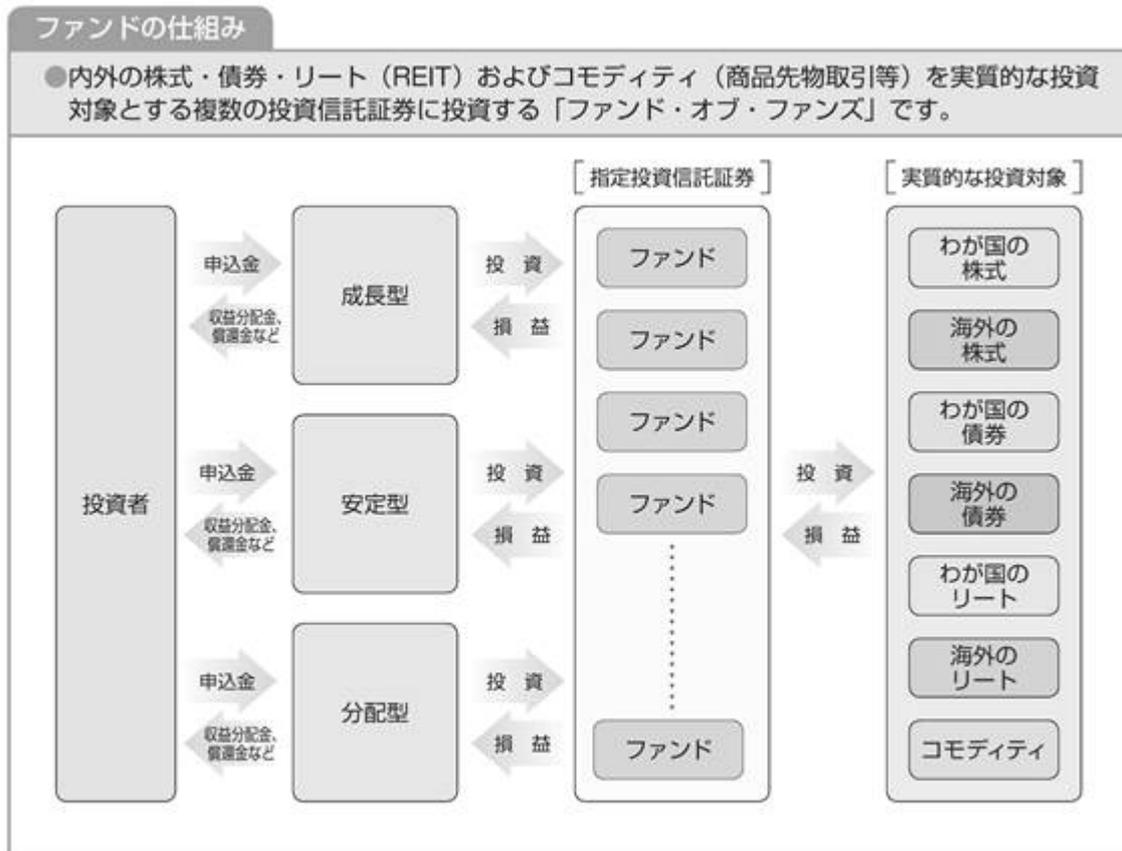 ファンドの仕組み
●内外の株式・債券・リート（REIT）およびコモディティ（商品先物取引等）を実質的な投資
対象とする複数の投資信託証券に投資する「ファンド・オブ・ファンズ」です。
［指定投資信託証券］
［実質的な投資対象］
投資者
申込金
収益分配金、
償還金など
成長型
投　資
損　益
申込金
収益分配金、
償還金など
安定型
投　資
損　益
申込金
収益分配金、
償還金など
分配型
投　資
損　益
ファンド
ファンド
ファンド
ファンド
ファンド
投　資
損　益
わが国の
株式
海外の
株式
わが国の
債券
海外の
債券
わが国の
リート
海外の
リート
コモディティ